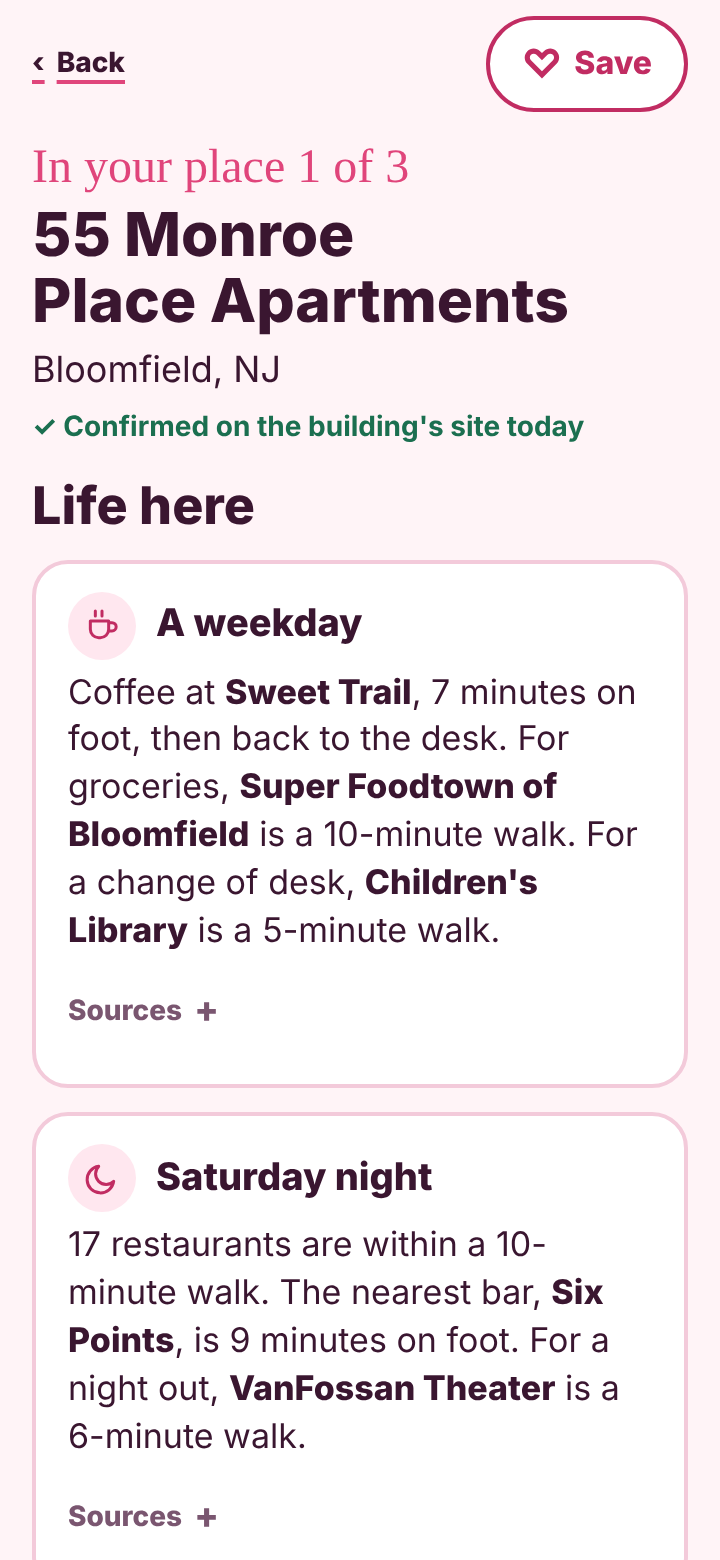 ‹ Back
Save
In your place 1 of 3
55 Monroe
Place Apartments
Bloomfield, NJ
✓ Confirmed on the building's site today
Life here
A weekday
Coffee at Sweet Trail, 7 minutes on
foot, then back to the desk. For
groceries, Super Foodtown of
Bloomfield is a 10-minute walk. For
a change of desk, Children's
Library is a 5-minute walk.
Sources +
Saturday night
17 restaurants are within a 10-
minute walk. The nearest bar, Six
Points, is 9 minutes on foot. For a
night out, VanFossan Theater is a
6-minute walk.
Sources +